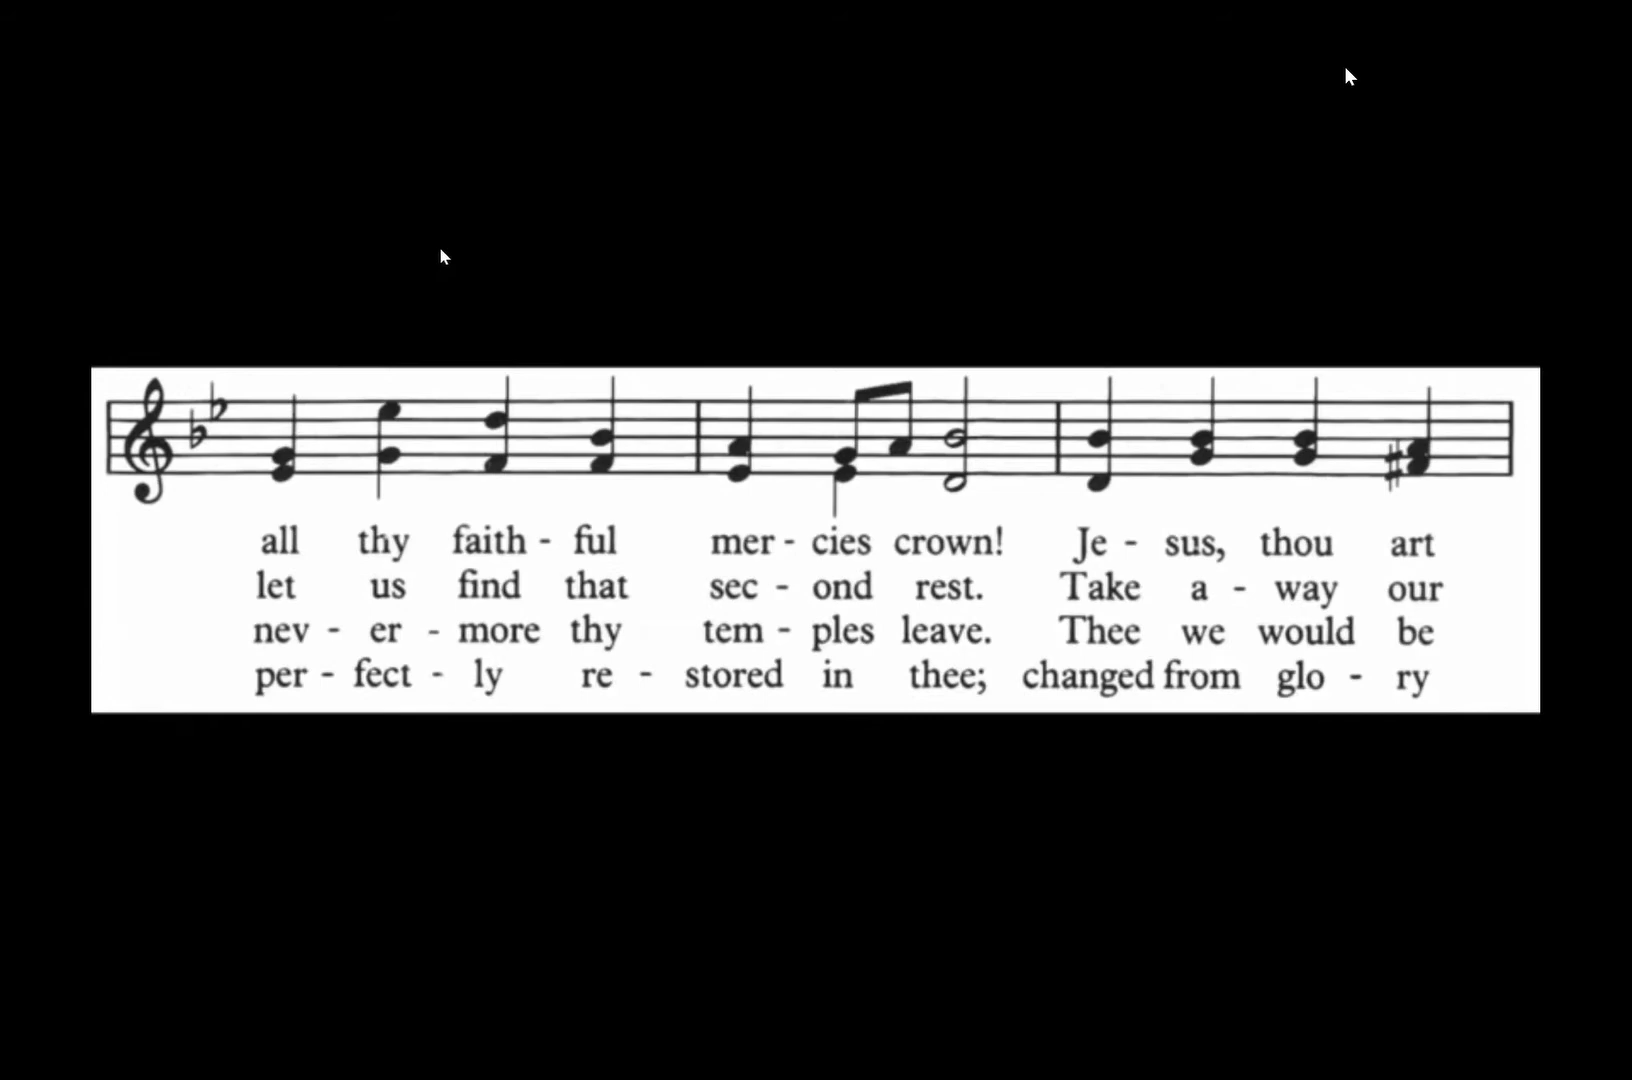 all thy faith - ful mer - cies crown! Je - sus, thou art
let us find that sec - ond rest. Take a - way our
nev - er - more thy tem - ples leave. Thee we would be
per - fect - ly re - stored in thee; changed from glo - ry